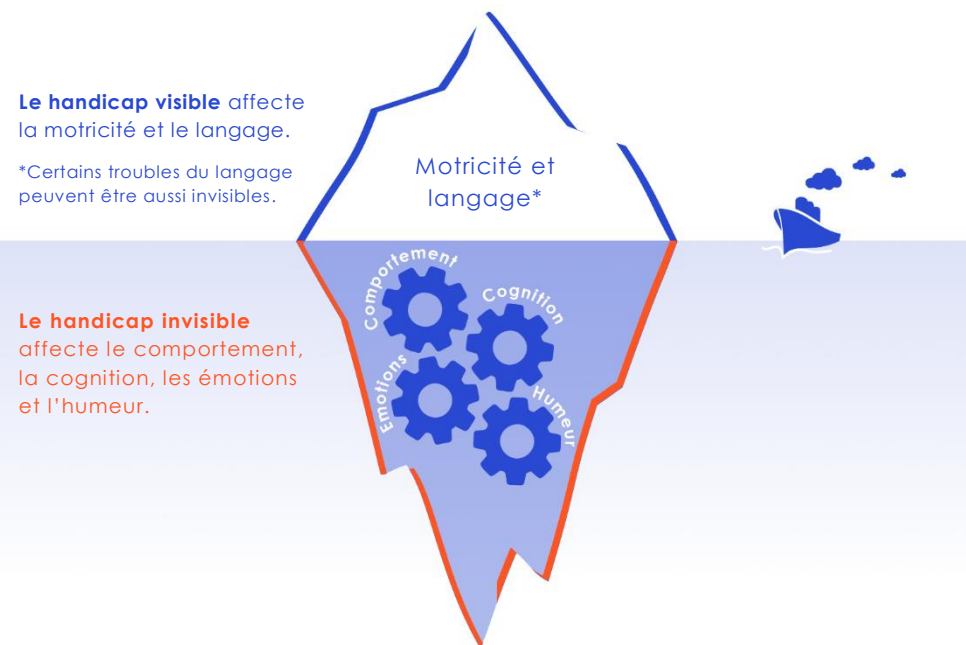 Le handicap visible affecte
la motricité et le langage.
*Certains troubles du langage
peuvent être aussi invisibles.
Motricité et
langage*
Comportement
Cognition
Emotions
Humeur
Le handicap invisible
affecte le comportement,
la cognition, les émotions
et l'humeur.